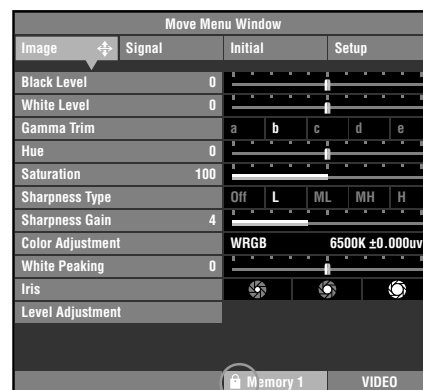 Move Menu Window
Image Signal Initial Setup
Black Level 0
White Level 0
Gamma Trim a b c d e
Hue 0
Saturation 100
Sharpness Type Off L ML MH H
Sharpness Gain 4
Color Adjustment WRGB 6500K ±0.000uv
White Peaking 0
Iris
Level Adjustment
Memory 1 VIDEO